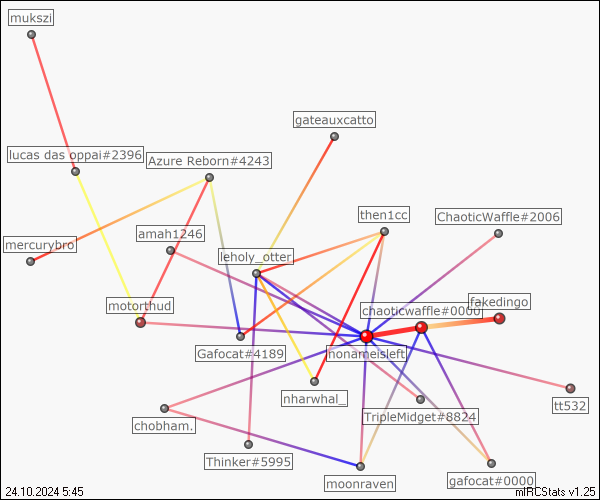 mukszi
gateauxcatto
lucas das oppai#2396
Azure Reborn#4243
then1cc
ChaoticWaffle#2006
amah1246
mercurybro
leholy_otter
fakedingo
motorthud
chaoticwaffle#0000
Gafocat#4189
nonameisleft
nharwhal_
tt532
TripleMidget#8824
chobham.
Thinker#5995
moonraven
gafocat#0000
24.10.2024 5:45
mIRCStats v1.25